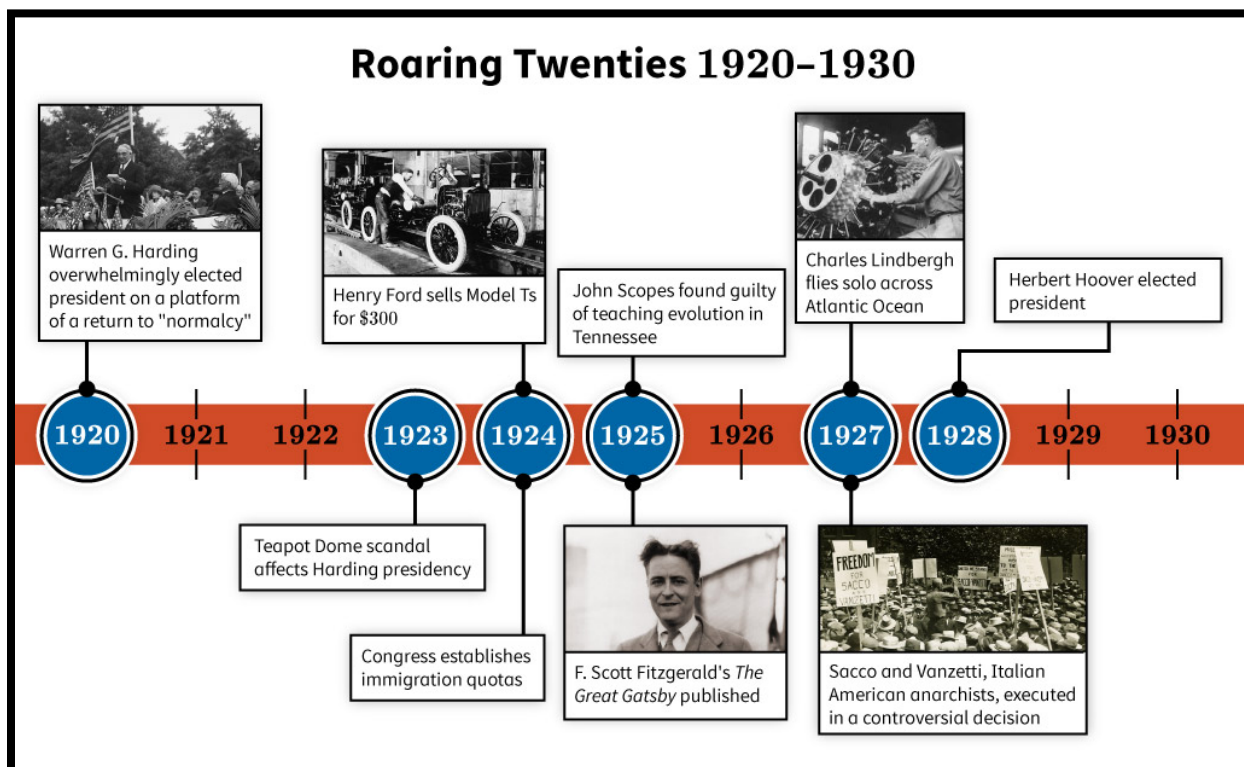 Roaring Twenties 1920–1930
Warren G. Harding
overwhelmingly elected
president on a platform
of a return to "normalcy"
Henry Ford sells Model Ts
for $300
John Scopes found guilty
of teaching evolution in
Tennessee
Charles Lindbergh
flies solo across
Atlantic Ocean
Herbert Hoover elected
president
1920 1921 1922 1923 1924 1925 1926 1927 1928 1929 1930
Teapot Dome scandal
affects Harding presidency
Congress establishes
immigration quotas
F. Scott Fitzgerald's The
Great Gatsby published
FREEDOM
FOR
SACCO
AND
VANZETTI
Sacco and Vanzetti, Italian
American anarchists, executed
in a controversial decision